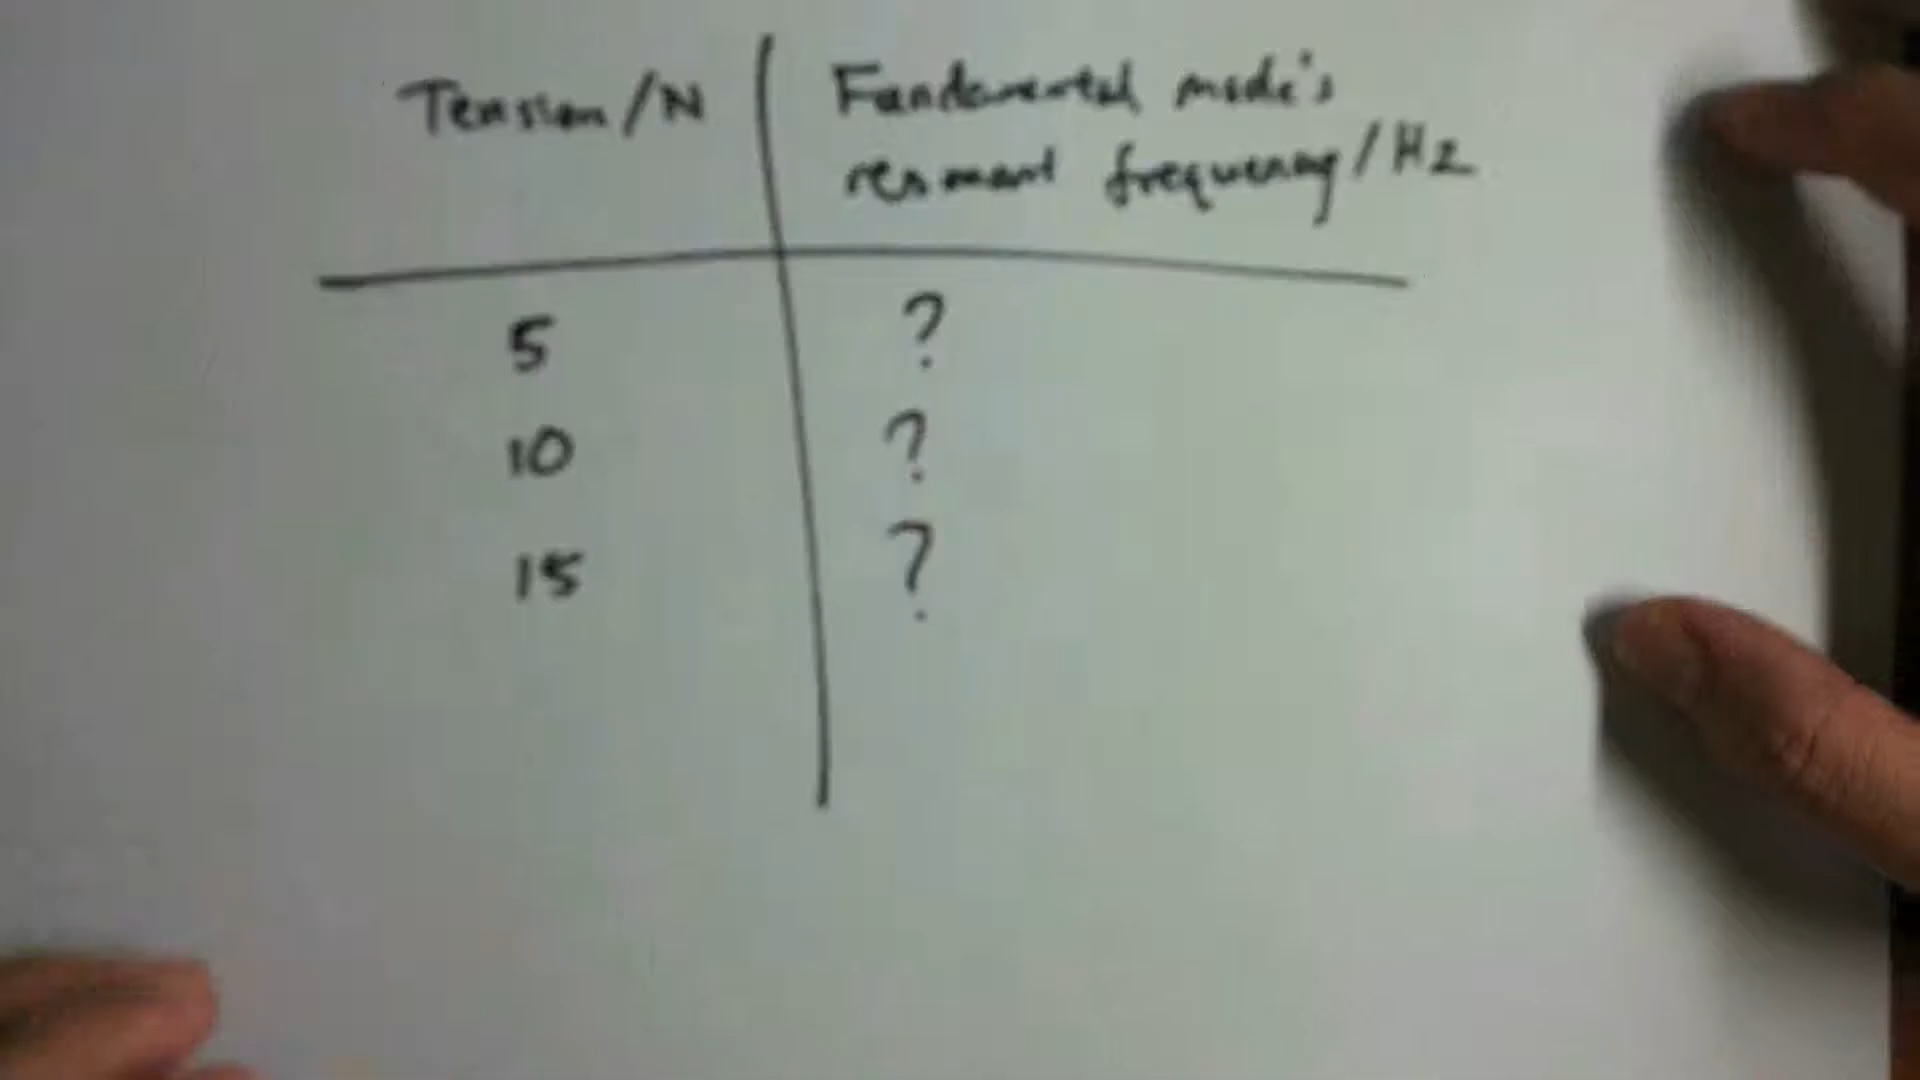 Tension/N
Fundamental mode's
resonant frequency/Hz
5 ?
10 ?
15 ?